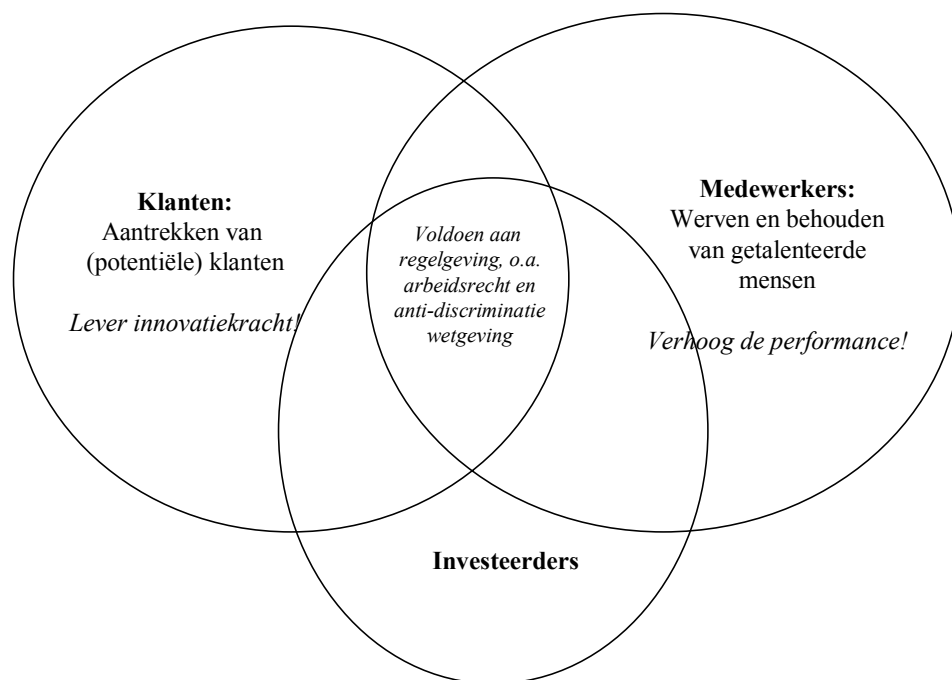 Klanten:
Aantrekken van
(potentiële) klanten
Lever innovatiekracht!
Voldoen aan
regelgeving, o.a.
arbeidsrecht en
anti-discriminatie
wetgeving
Medewerkers:
Werven en behouden
van getalenteerde
mensen
Verhoog de performance!
Investeerders